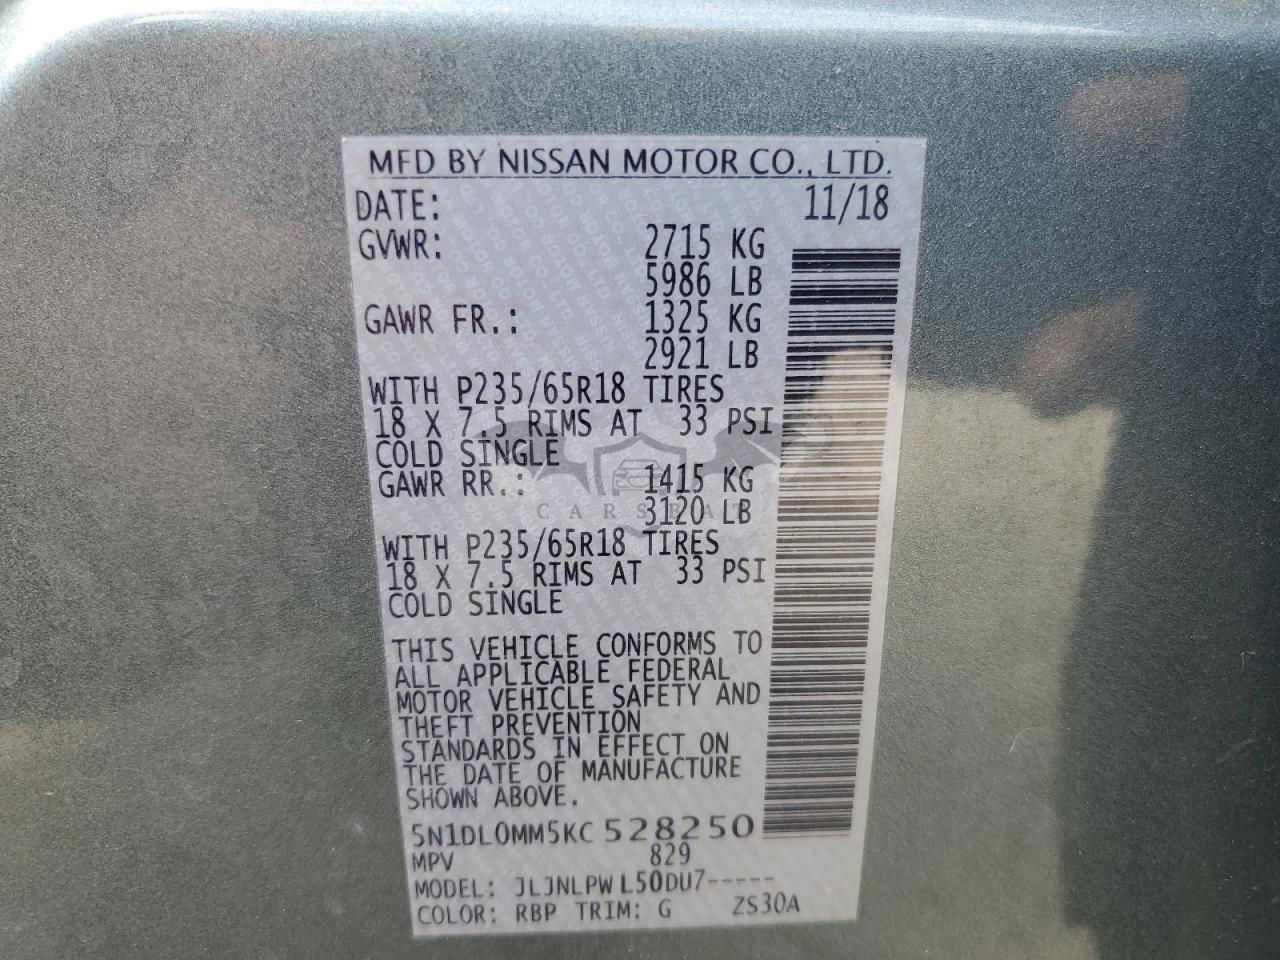 MFD BY NISSAN MOTOR CO., LTD.
DATE: 11/18
GVWR: 2715 KG
5986 LB
GAWR FR.: 1325 KG
2921 LB
WITH P235/65R18 TIRES
18 X 7.5 RIMS AT 33 PSI
COLD SINGLE
GAWR RR.: 1415 KG
3120 LB
WITH P235/65R18 TIRES
18 X 7.5 RIMS AT 33 PSI
COLD SINGLE
THIS VEHICLE CONFORMS TO
ALL APPLICABLE FEDERAL
MOTOR VEHICLE SAFETY AND
THEFT PREVENTION
STANDARDS IN EFFECT ON
THE DATE OF MANUFACTURE
SHOWN ABOVE.
5N1DL0MM5KC528250
MPV 829
MODEL: JLJNLPW L50DU7-----
COLOR: RBP TRIM: G ZS30A
CARSBAT